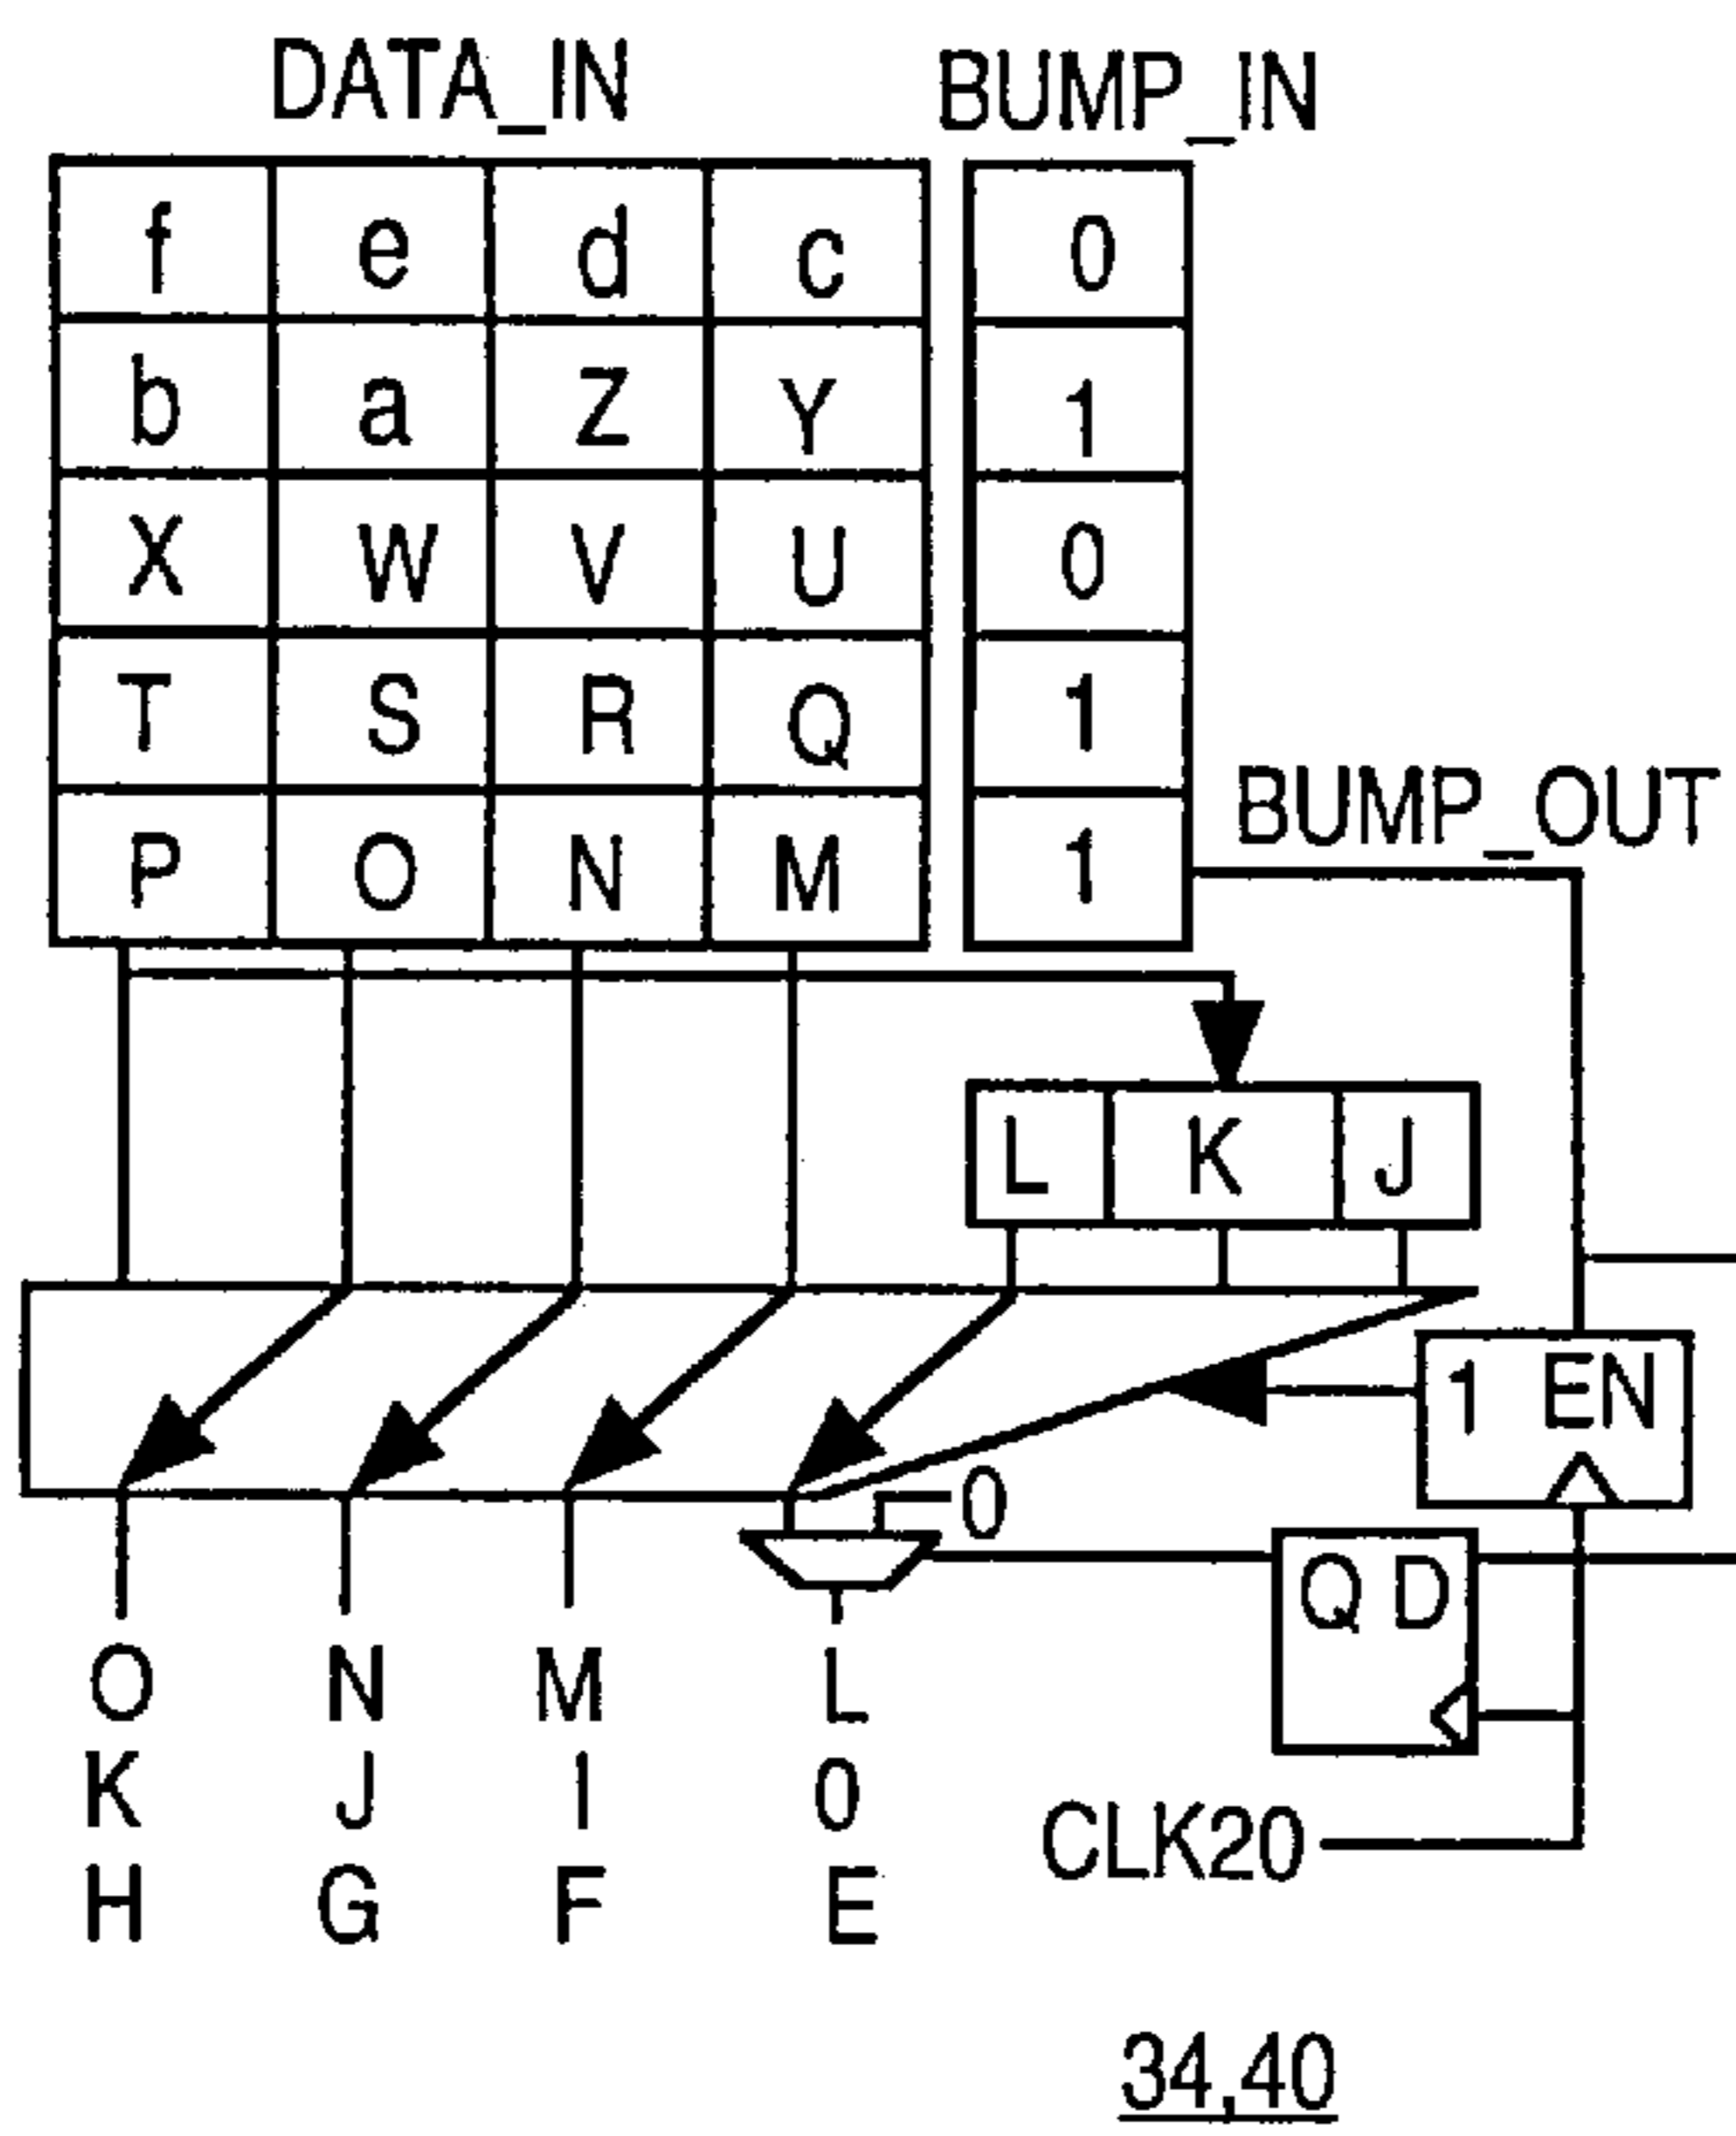 DATA_IN BUMP_IN
f e d c 0
b a Z Y 1
X W V U 0
T S R Q 1
P O N M 1
BUMP_OUT
L K J
1 EN
0
Q D
O N M L
K J I 0
H G F E
CLK20
34,40